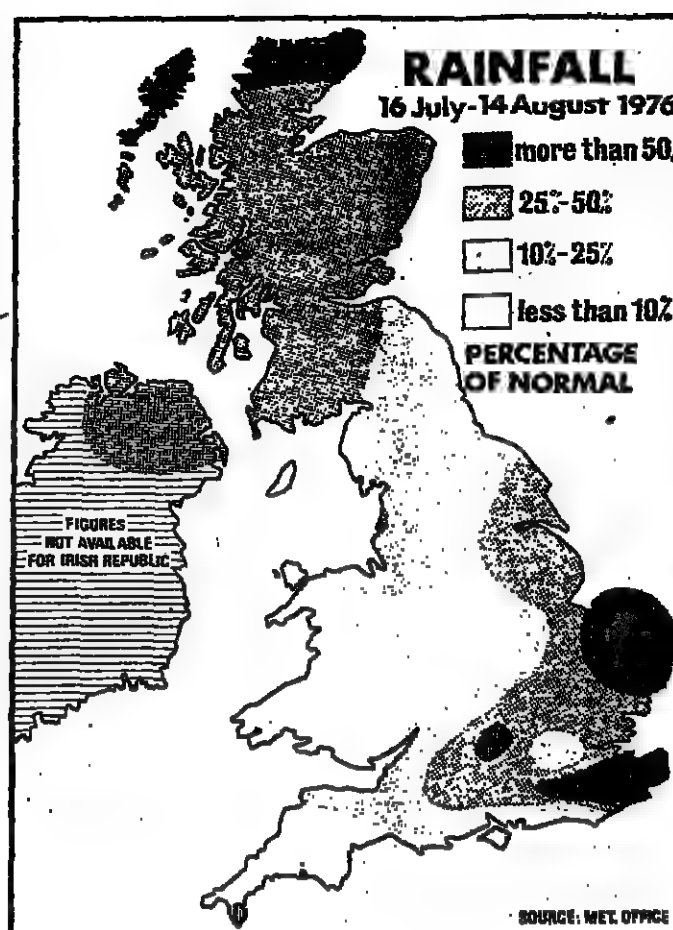 RAINFALL
16 July-14 August 1976
more than 50
25%-50%
10%-25%
less than 10%
PERCENTAGE
OF NORMAL
FIGURES
NOT AVAILABLE
FOR IRISH REPUBLIC
SOURCE: MET. OFFICE